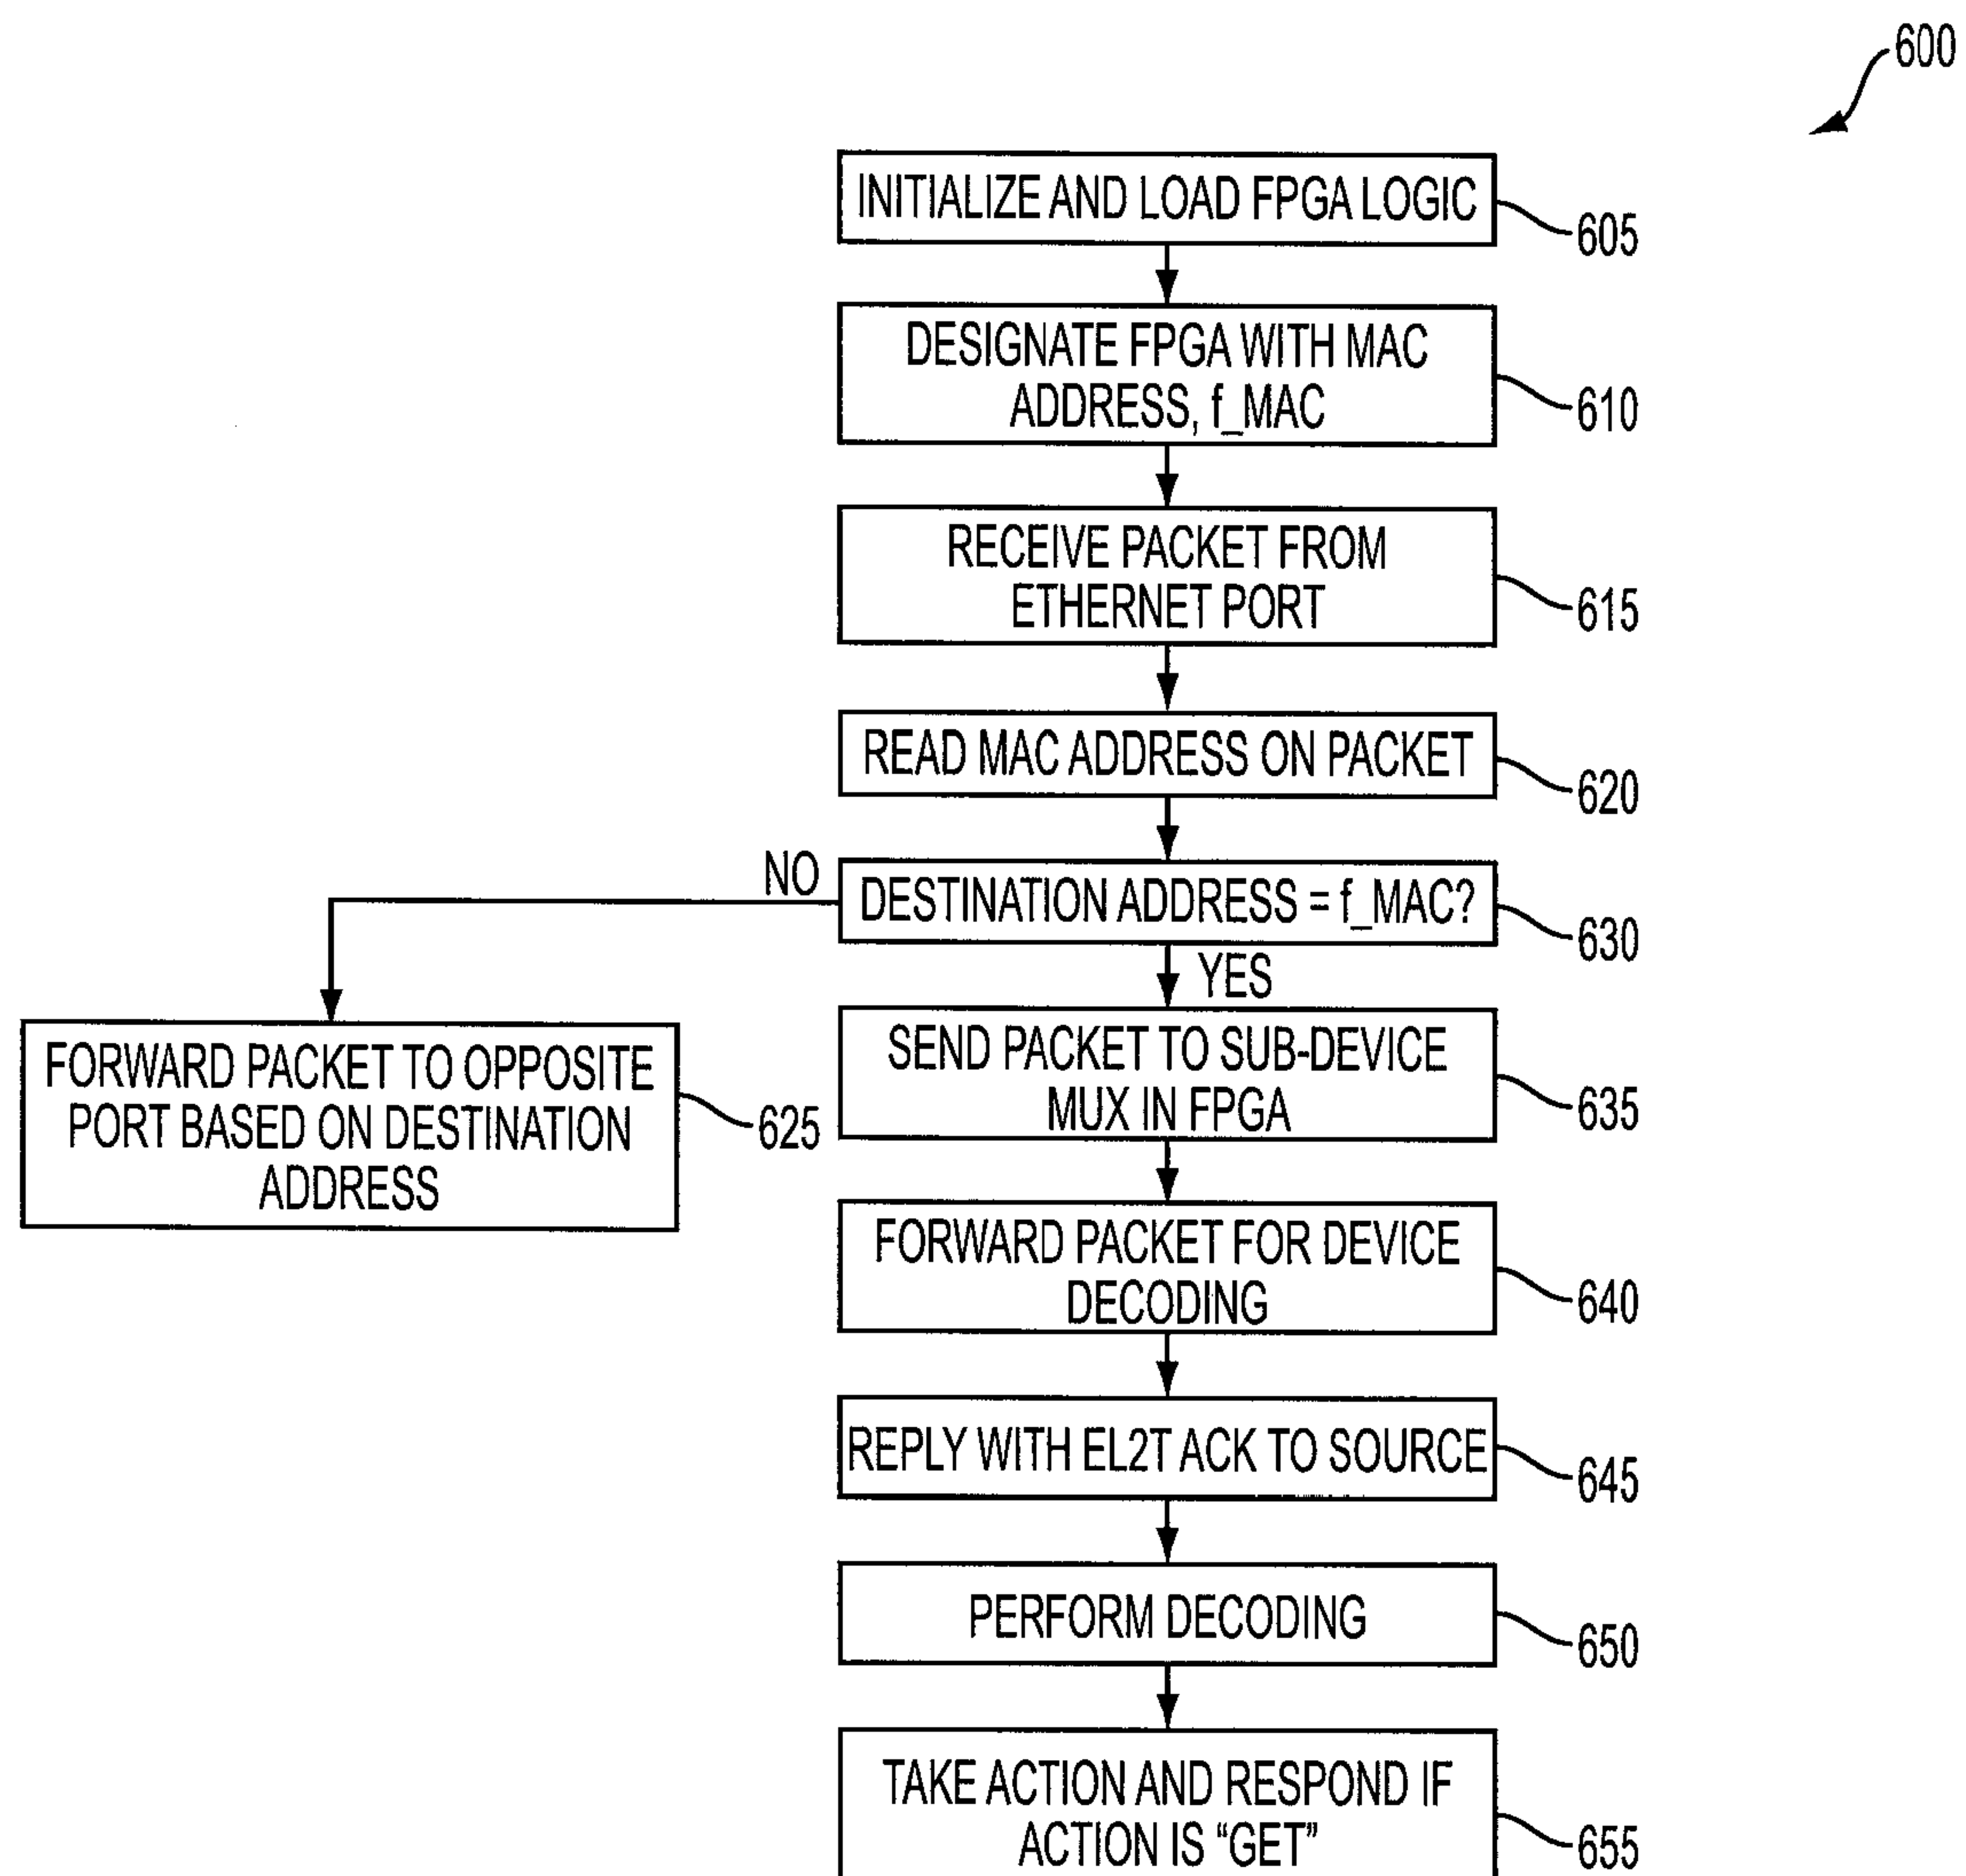 600
INITIALIZE AND LOAD FPGA LOGIC
605
DESIGNATE FPGA WITH MAC
ADDRESS, f_MAC
610
RECEIVE PACKET FROM
ETHERNET PORT
615
READ MAC ADDRESS ON PACKET
620
NO
DESTINATION ADDRESS = f_MAC?
630
YES
FORWARD PACKET TO OPPOSITE
PORT BASED ON DESTINATION
ADDRESS
625
SEND PACKET TO SUB-DEVICE
MUX IN FPGA
635
FORWARD PACKET FOR DEVICE
DECODING
640
REPLY WITH EL2T ACK TO SOURCE
645
PERFORM DECODING
650
TAKE ACTION AND RESPOND IF
ACTION IS “GET”
655